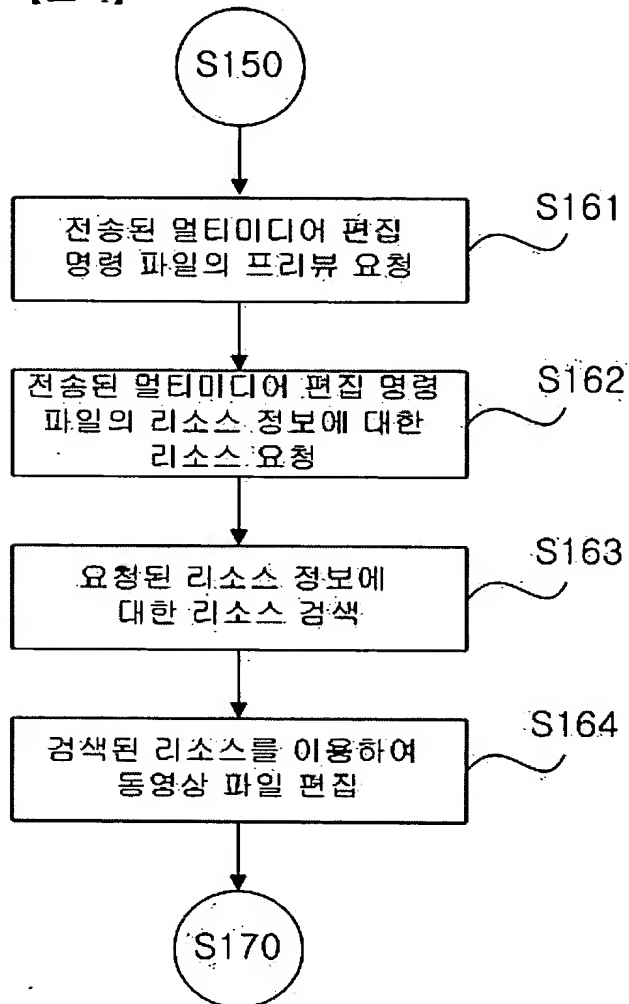 S150
S161
전송된 멀티미디어 편집
명령 파일의 프리뷰 요청
S162
전송된 멀티미디어 편집 명령
파일의 리소스 정보에 대한
리소스 요청
S163
요청된 리소스 정보에
대한 리소스 검색
S164
검색된 리소스를 이용하여
동영상 파일 편집
S170